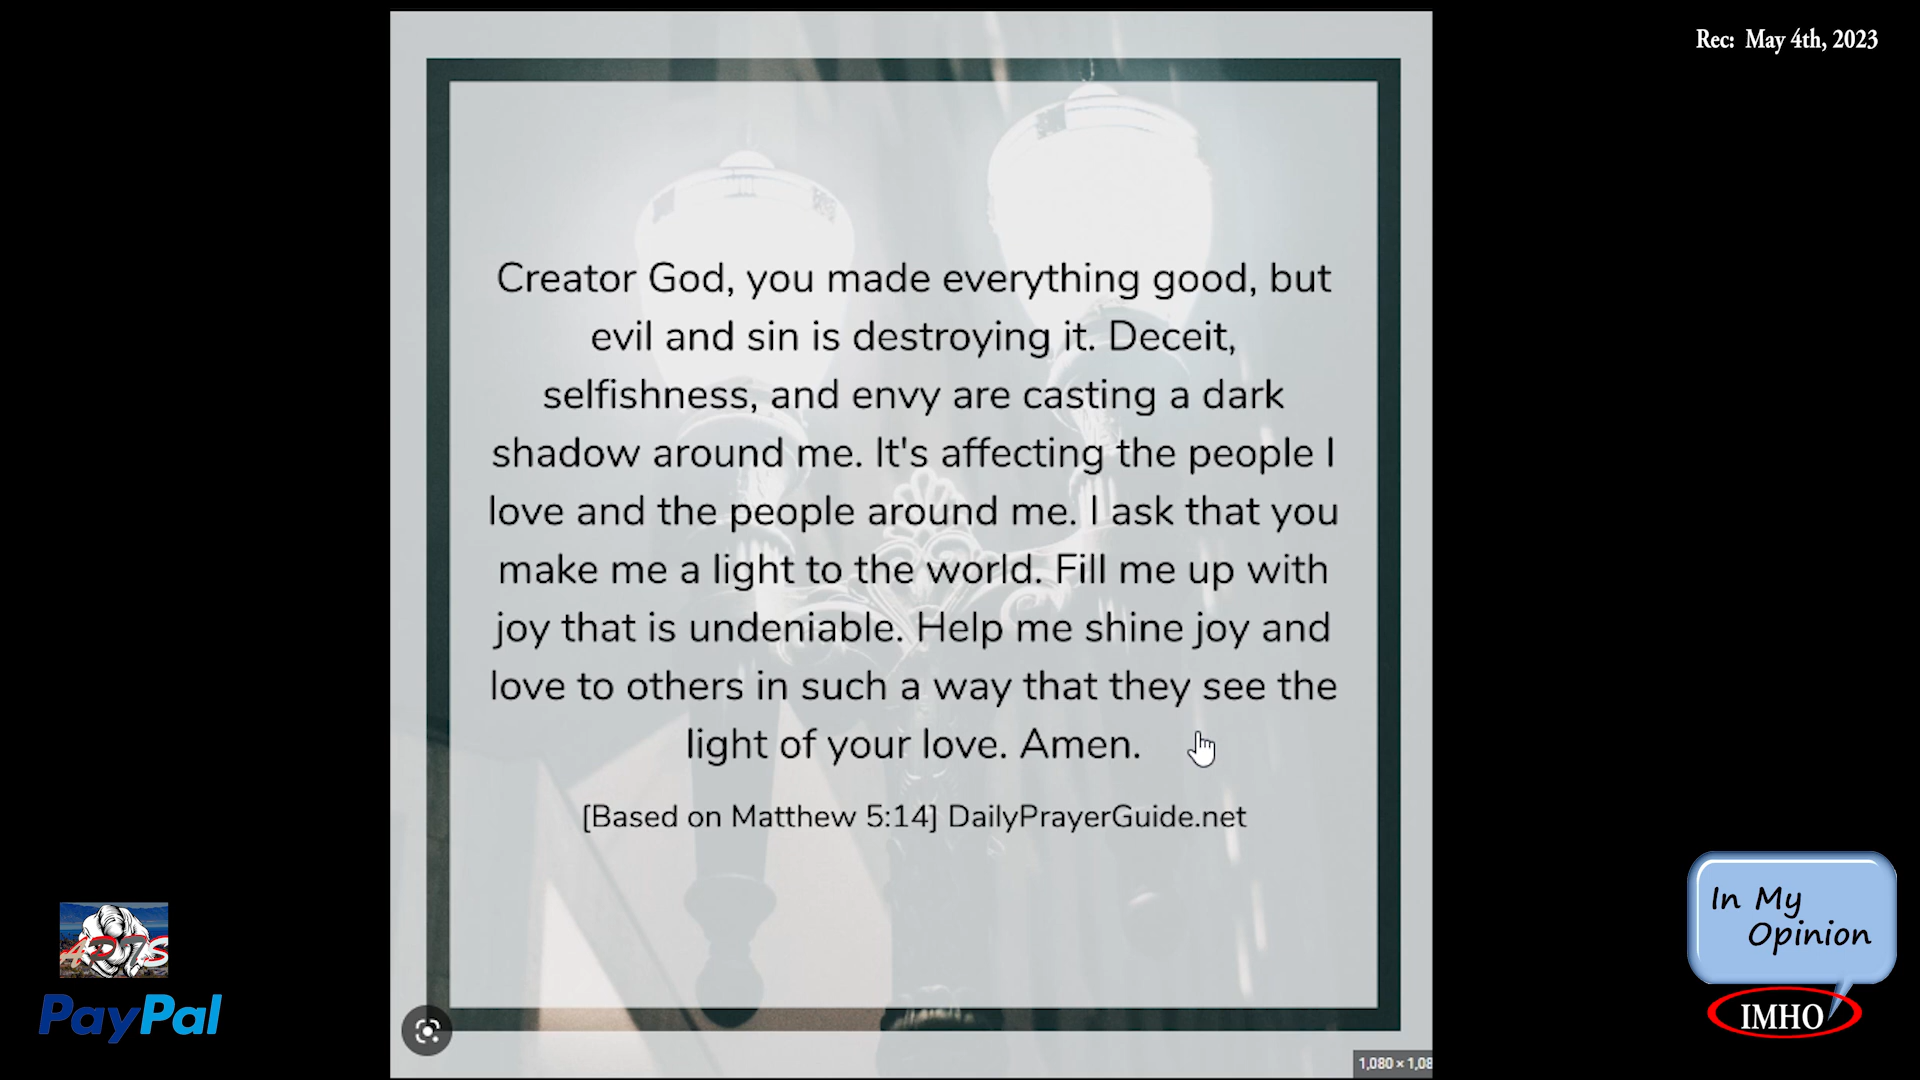 Rec: May 4th, 2023
Creator God, you made everything good, but
evil and sin is destroying it. Deceit,
selfishness, and envy are casting a dark
shadow around me. It's affecting the people I
love and the people around me. I ask that you
make me a light to the world. Fill me up with
joy that is undeniable. Help me shine joy and
love to others in such a way that they see the
light of your love. Amen.
[Based on Matthew 5:14] DailyPrayerGuide.net
In My
Opinion
IMHO
PayPal
1,080 × 1,08